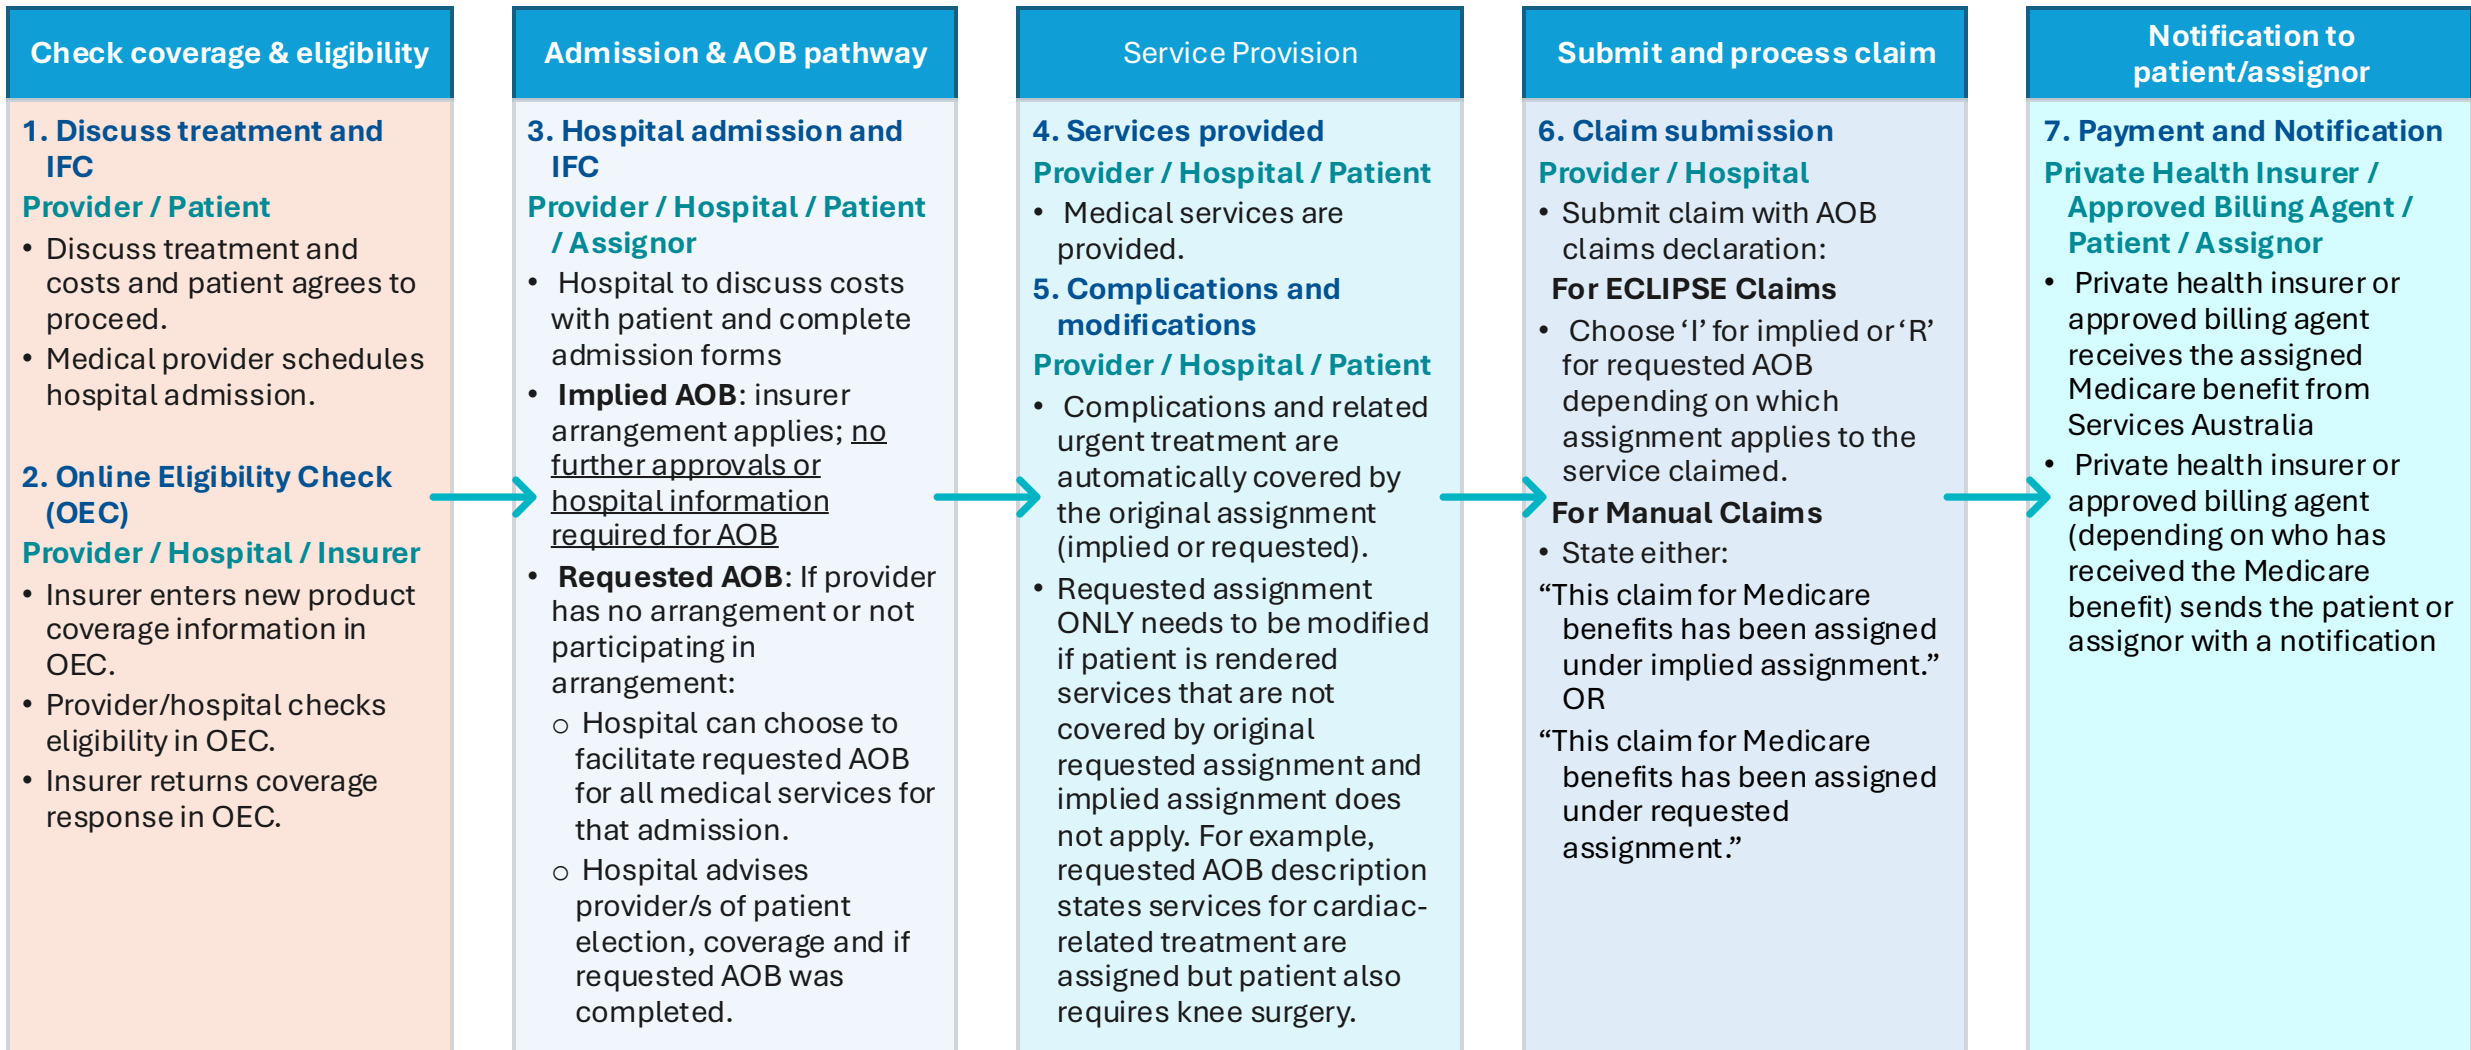 Check coverage & eligibility
1. Discuss treatment and
IFC
Provider / Patient
• Discuss treatment and
costs and patient agrees to
proceed.
• Medical provider schedules
hospital admission.
2. Online Eligibility Check
(OEC)
Provider / Hospital / Insurer
• Insurer enters new product
coverage information in
OEC.
• Provider/hospital checks
eligibility in OEC.
• Insurer returns coverage
response in OEC.
Admission & AOB pathway
3. Hospital admission and
IFC
Provider / Hospital / Patient
/ Assignor
• Hospital to discuss costs
with patient and complete
admission forms
• Implied AOB: insurer
arrangement applies; no
further approvals or
hospital information
required for AOB
• Requested AOB: If provider
has no arrangement or not
participating in
arrangement:
o Hospital can choose to
facilitate requested AOB
for all medical services for
that admission.
o Hospital advises
provider/s of patient
election, coverage and if
requested AOB was
completed.
Service Provision
4. Services provided
Provider / Hospital / Patient
• Medical services are
provided.
5. Complications and
modifications
Provider / Hospital / Patient
• Complications and related
urgent treatment are
automatically covered by
the original assignment
(implied or requested).
• Requested assignment
ONLY needs to be modified
if patient is rendered
services that are not
covered by original
requested assignment and
implied assignment does
not apply. For example,
requested AOB description
states services for cardiac-
related treatment are
assigned but patient also
requires knee surgery.
Submit and process claim
6. Claim submission
Provider / Hospital
• Submit claim with AOB
claims declaration:
For ECLIPSE Claims
• Choose ‘I’ for implied or ‘R’
for requested AOB
depending on which
assignment applies to the
service claimed.
For Manual Claims
• State either:
“This claim for Medicare
benefits has been assigned
under implied assignment.”
OR
“This claim for Medicare
benefits has been assigned
under requested
assignment.”
Notification to
patient/assignor
7. Payment and Notification
Private Health Insurer /
Approved Billing Agent /
Patient / Assignor
• Private health insurer or
approved billing agent
receives the assigned
Medicare benefit from
Services Australia
• Private health insurer or
approved billing agent
(depending on who has
received the Medicare
benefit) sends the patient or
assignor with a notification